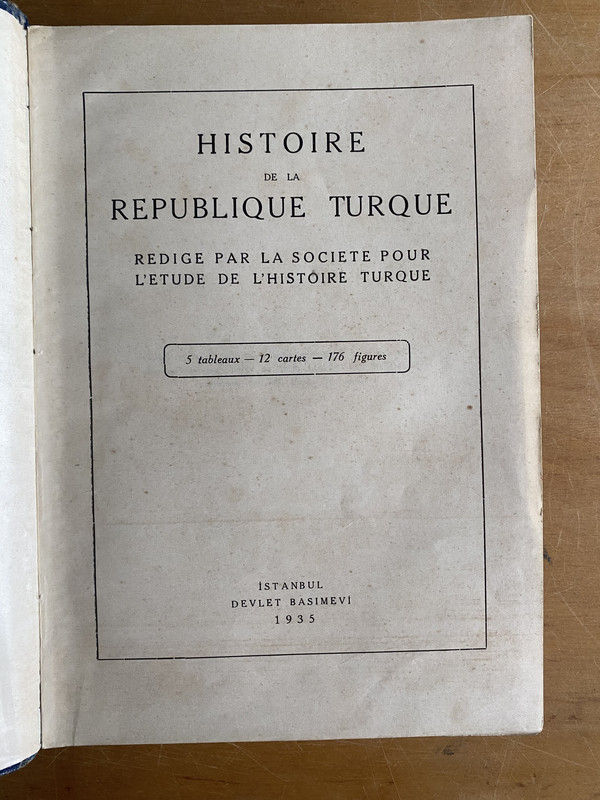 HISTOIRE
DE LA
REPUBLIQUE TURQUE
REDIGE PAR LA SOCIETE POUR
L'ETUDE DE L'HISTOIRE TURQUE
5 tableaux — 12 cartes — 176 figures
İSTANBUL
DEVLET BASIMEVİ
1935